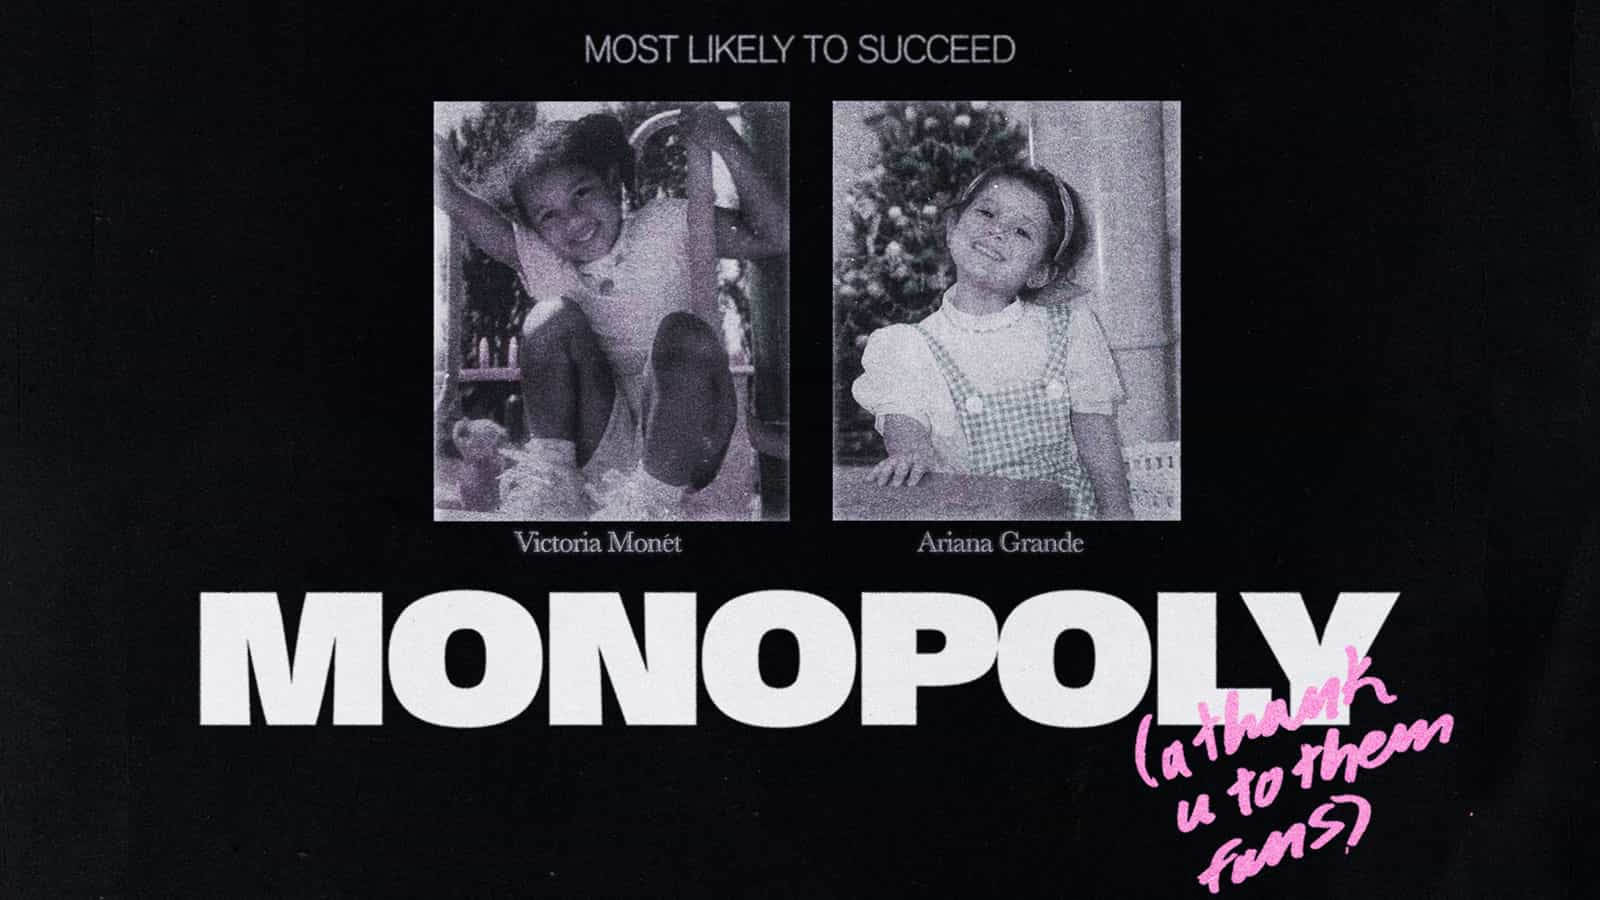 MOST LIKELY TO SUCCEED
Victoria Monét
Ariana Grande
MONOPOLY
(a thank
u to them
fans)